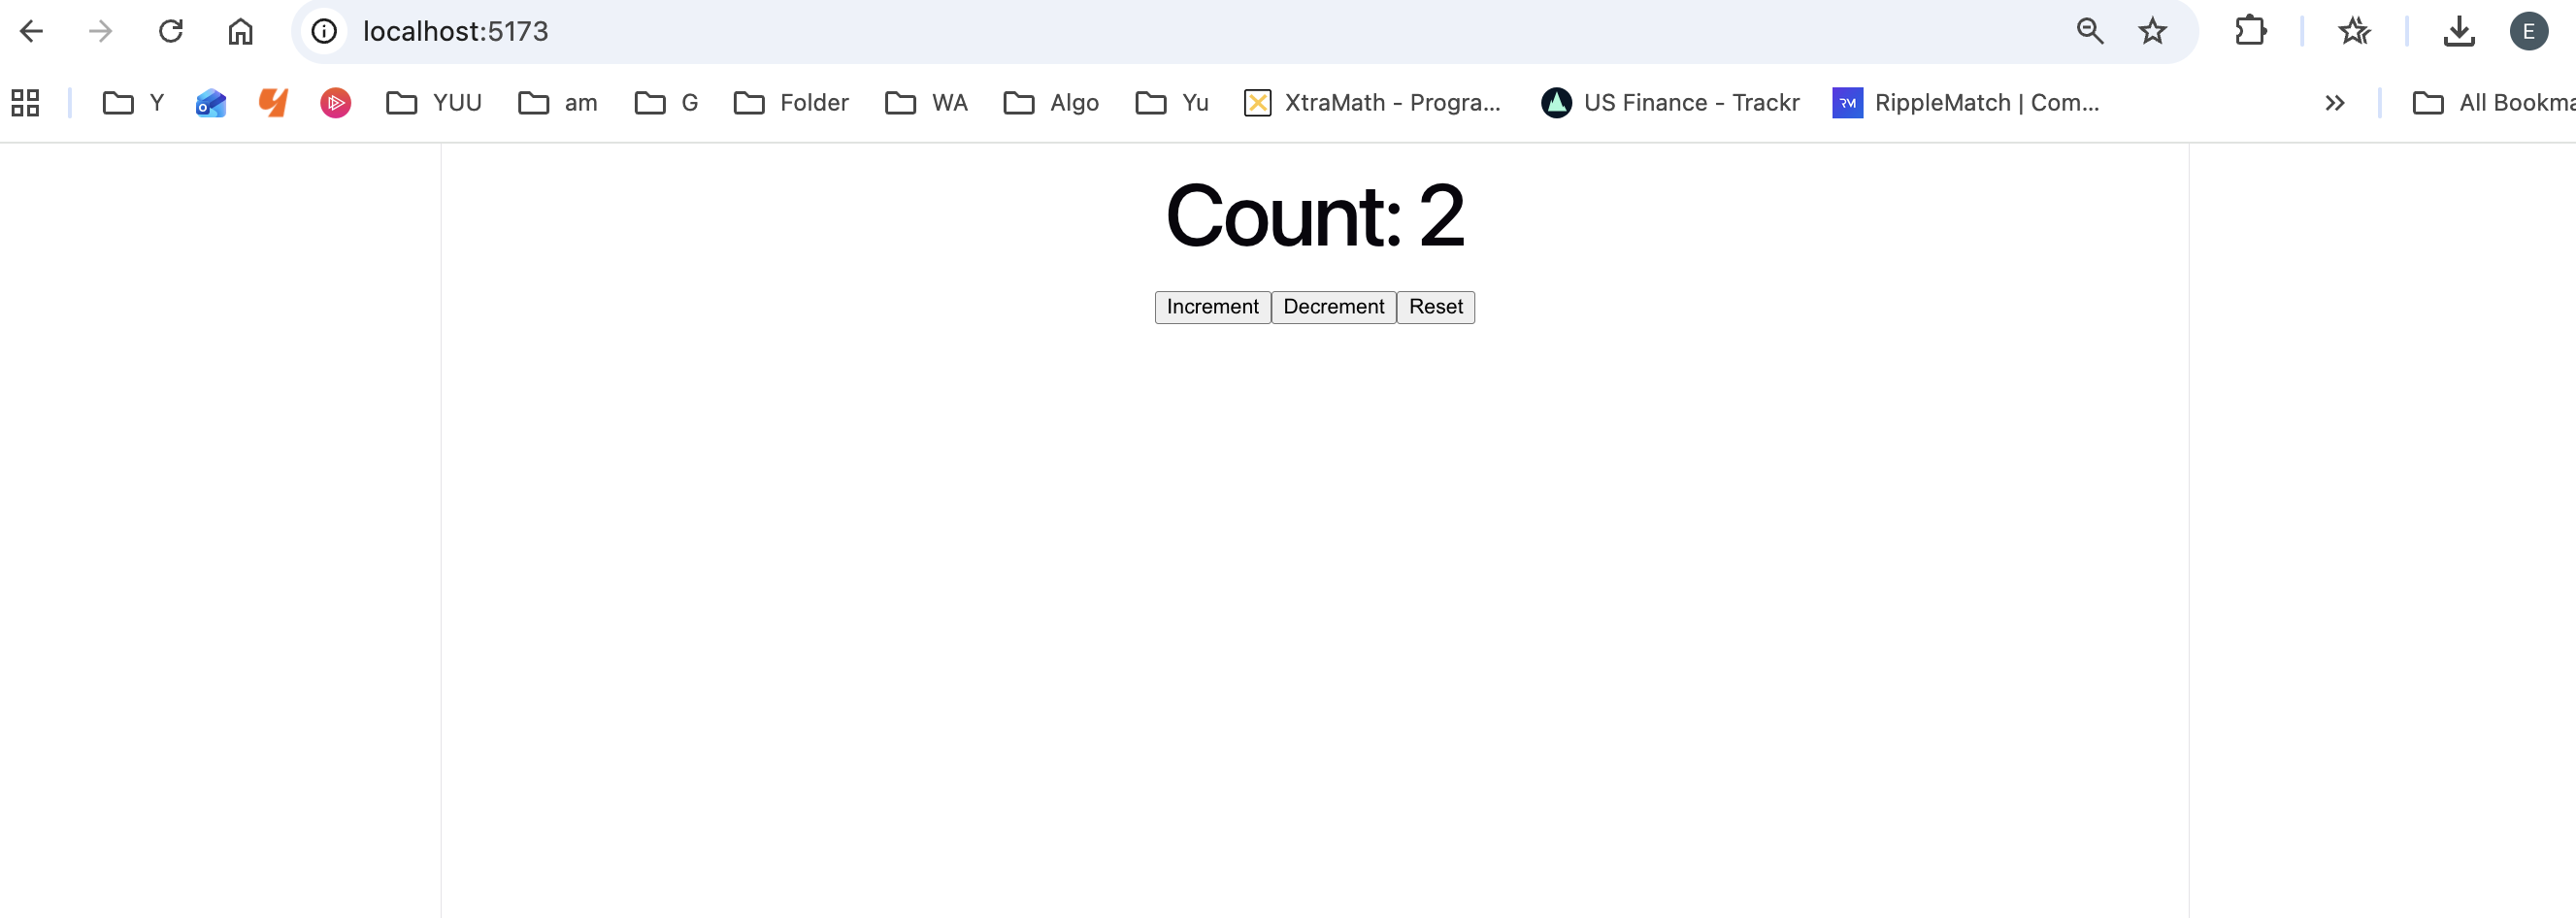 localhost:5173
E
Y YUU am G Folder WA Algo Yu XtraMath - Progra... US Finance - Trackr RM RippleMatch | Com... All Bookma
Count: 2
Increment Decrement Reset